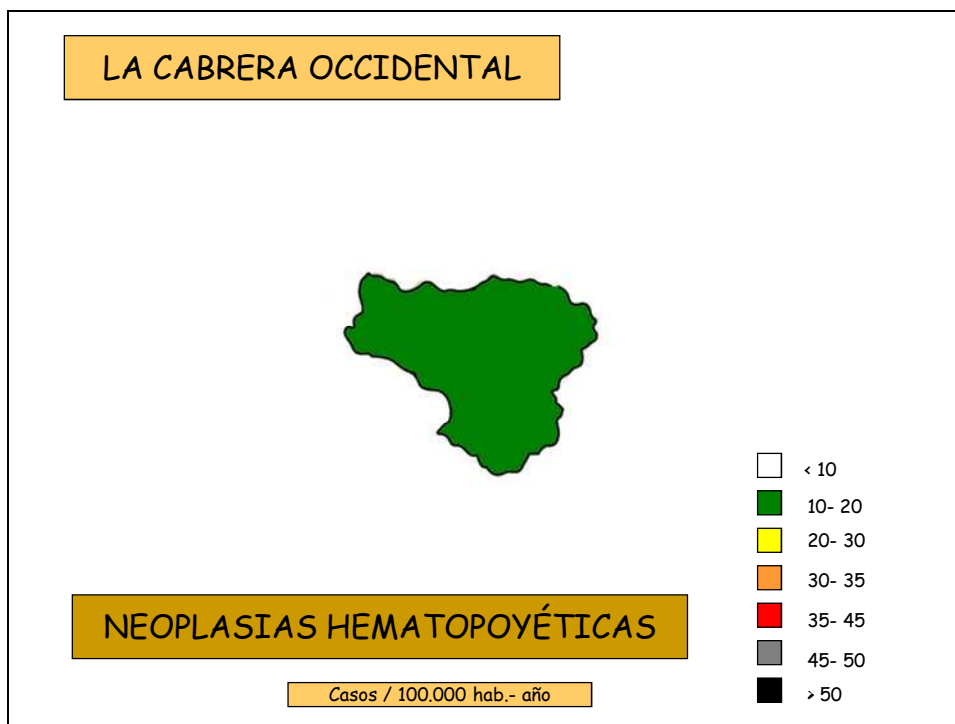 LA CABRERA OCCIDENTAL
< 10
10- 20
20- 30
30- 35
35- 45
45- 50
> 50
NEOPLASIAS HEMATOPOYÉTICAS
Casos / 100.000 hab.- año